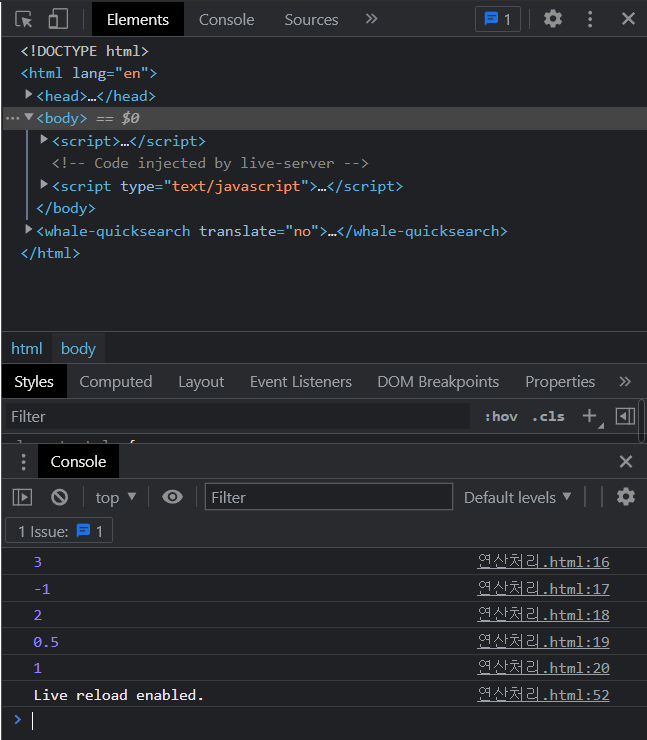 Elements Console Sources » 1
<!DOCTYPE html>
<html lang="en">
<head>…</head>
<body> == $0
<script>…</script>
<!-- Code injected by live-server -->
<script type="text/javascript">…</script>
</body>
<whale-quicksearch translate="no">…</whale-quicksearch>
</html>
html body
Styles Computed Layout Event Listeners DOM Breakpoints Properties »
Filter :hov .cls
Console
top Filter Default levels
1 Issue: 1
3 연산처리.html:16
-1 연산처리.html:17
2 연산처리.html:18
0.5 연산처리.html:19
1 연산처리.html:20
Live reload enabled. 연산처리.html:52